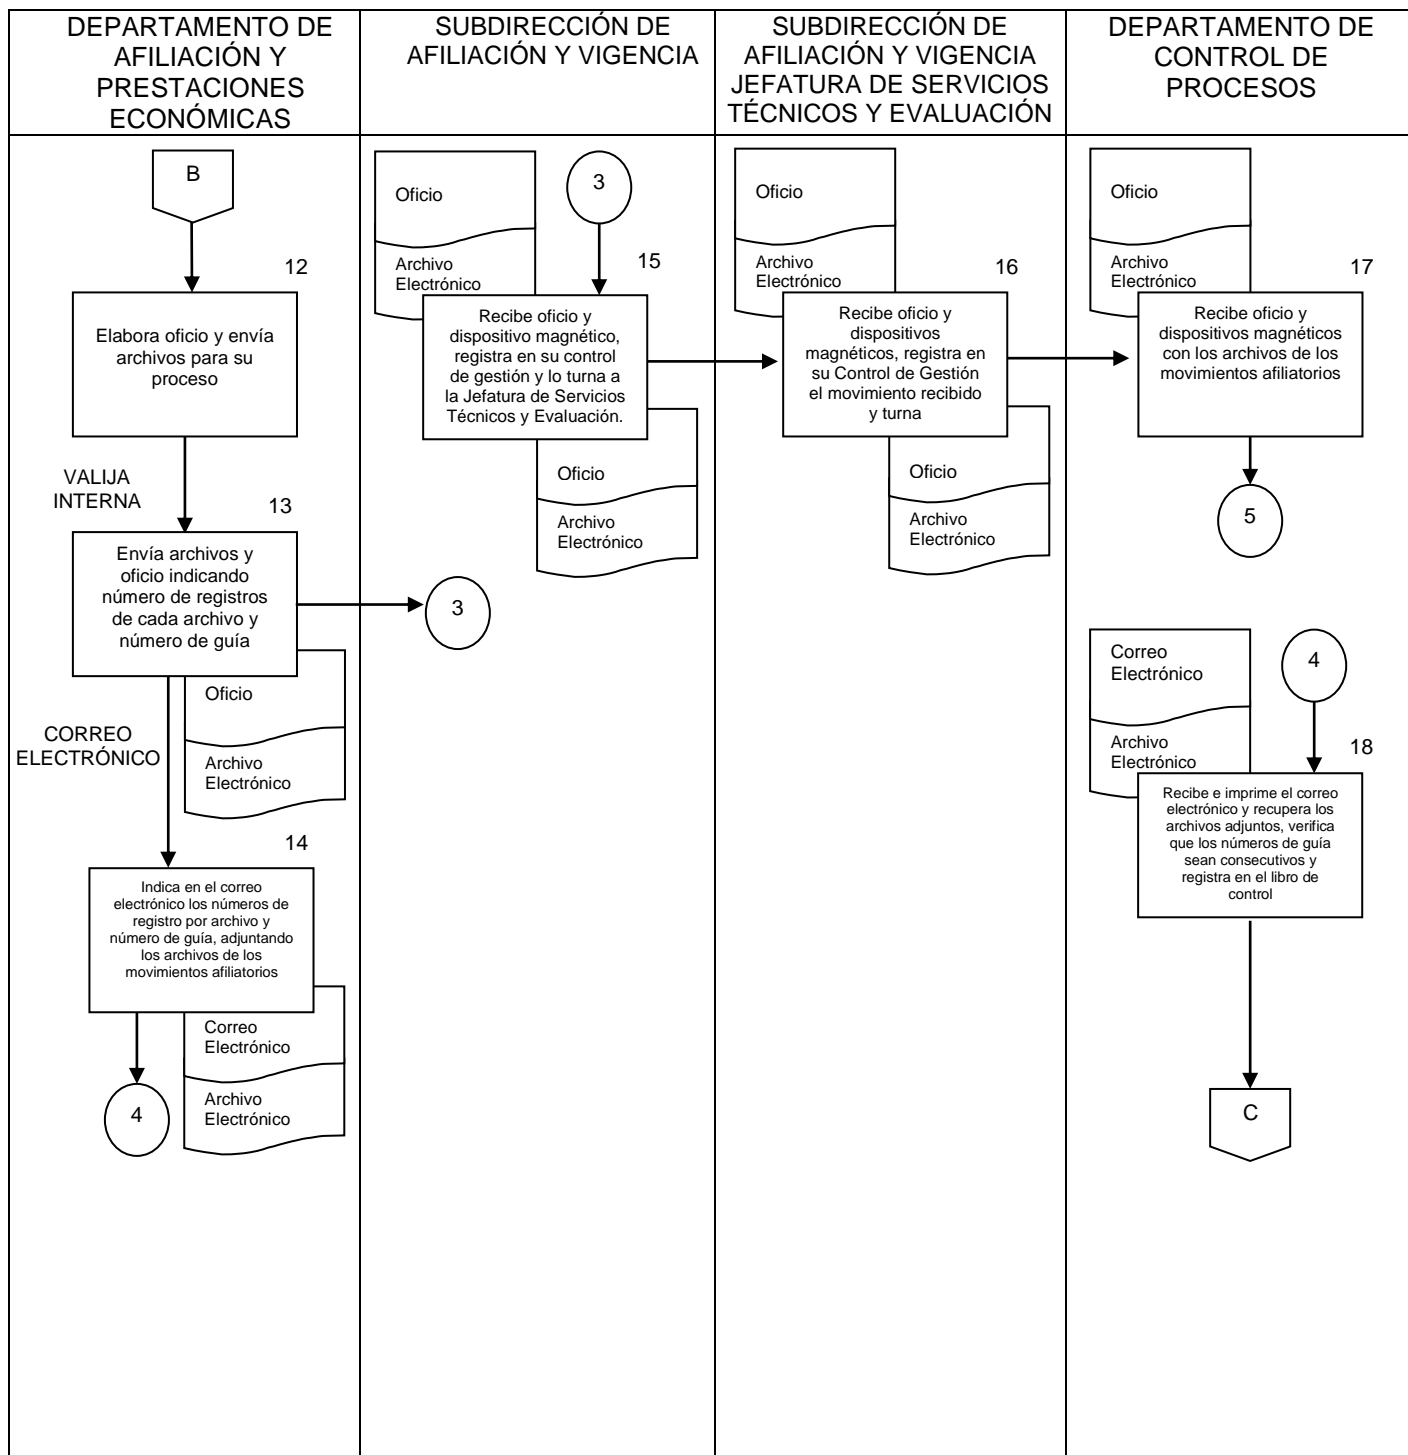 DEPARTAMENTO DE
AFILIACIÓN Y
PRESTACIONES
ECONÓMICAS
SUBDIRECCIÓN DE
AFILIACIÓN Y VIGENCIA
SUBDIRECCIÓN DE
AFILIACIÓN Y VIGENCIA
JEFATURA DE SERVICIOS
TÉCNICOS Y EVALUACIÓN
DEPARTAMENTO DE
CONTROL DE
PROCESOS
B
12
Elabora oficio y envía
archivos para su
proceso
VALIJA
INTERNA
13
Envía archivos y
oficio indicando
número de registros
de cada archivo y
número de guía
Oficio
Archivo
Electrónico
CORREO
ELECTRÓNICO
14
Indica en el correo
electrónico los números de
registro por archivo y
número de guía, adjuntando
los archivos de los
movimientos afiliatorios
Correo
Electrónico
Archivo
Electrónico
4
Oficio
Archivo
Electrónico
3
15
Recibe oficio y
dispositivo magnético,
registra en su control
de gestión y lo turna a
la Jefatura de Servicios
Técnicos y Evaluación.
Oficio
Archivo
Electrónico
3
Oficio
Archivo
Electrónico
16
Recibe oficio y
dispositivos
magnéticos, registra en
su Control de Gestión
el movimiento recibido
y turna
Oficio
Archivo
Electrónico
Oficio
Archivo
Electrónico
17
Recibe oficio y
dispositivos magnéticos
con los archivos de los
movimientos afiliatorios
5
Correo
Electrónico
Archivo
Electrónico
4
18
Recibe e imprime el correo
electrónico y recupera los
archivos adjuntos, verifica
que los números de guía
sean consecutivos y
registra en el libro de
control
C